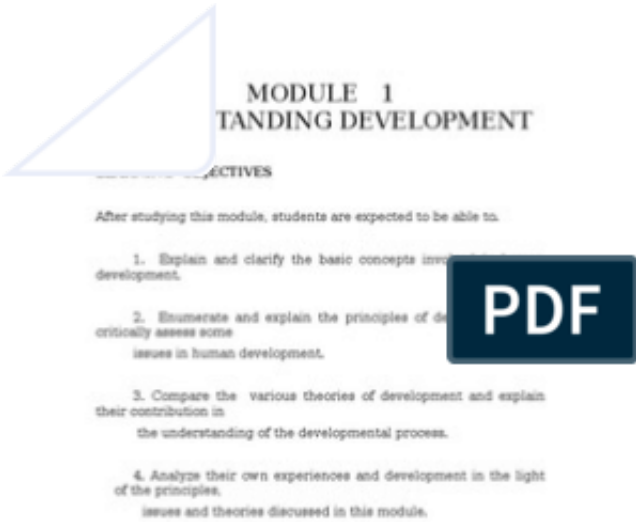 MODULE 1
TANDING DEVELOPMENT
ECTIVES
After studying this module, students are expected to be able to.
1. Explain and clarify the basic concepts
development.
PDF
2. Enumerate and explain the principles of de
critically assess some
issues in human development.
3. Compare the various theories of development and explain
their contribution in
the understanding of the developmental process.
4. Analyze their own experiences and development in the light
of the principles,
issues and theories discussed in this module.